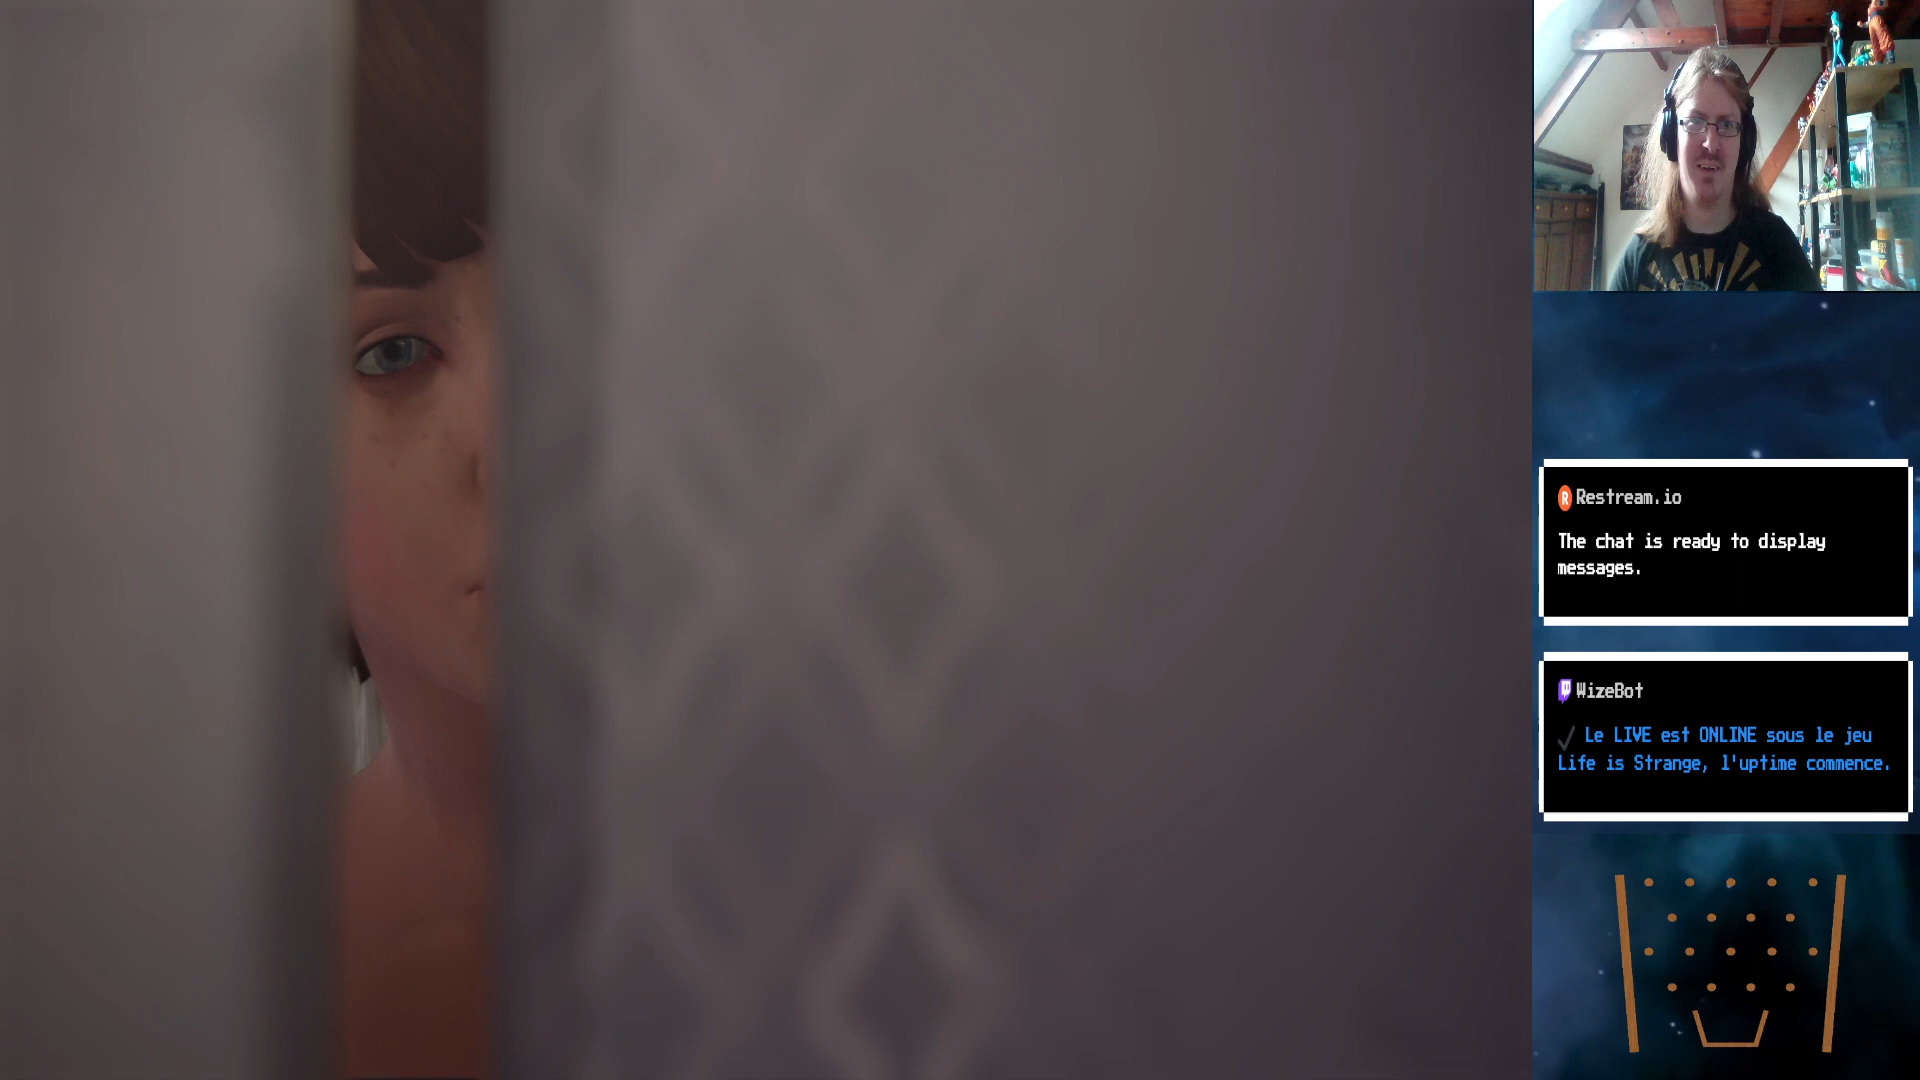 Restream.io
The chat is ready to display
messages.
WizeBot
✓ Le LIVE est ONLINE sous le jeu
Life is Strange, l'uptime commence.